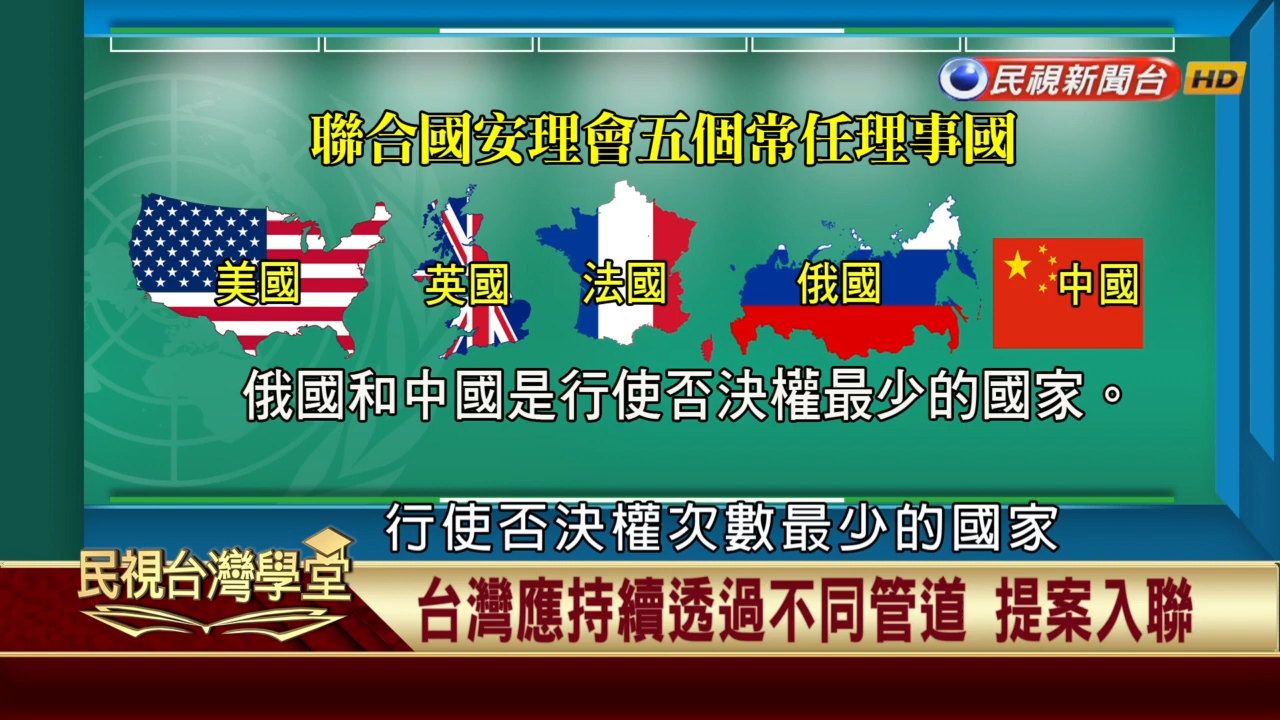 民視新聞台 HD
聯合國安理會五個常任理事國
美國 英國 法國 俄國 中國
俄國和中國是行使否決權最少的國家。
行使否決權次數最少的國家
民視台灣學堂
台灣應持續透過不同管道 提案入聯